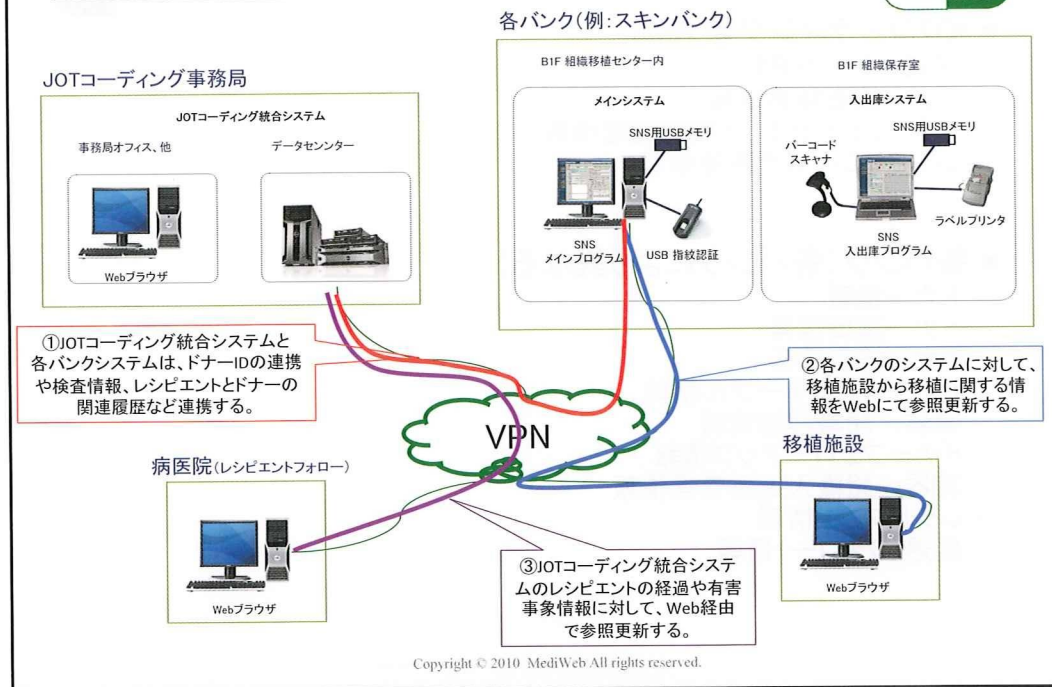 各バンク(例:スキンバンク)
JOTコーディング事務局
B1F 組織移植センター内
B1F 組織保存室
JOTコーディング統合システム
メインシステム
入出庫システム
事務局オフィス、他
データセンンター
SNS用USBメモリ
SNS用USBメモリ
バーコード
スキャナ
Webブラウザ
SNS
メインプログラム
USB 指紋認証
SNS
入出庫プログラム
ラベルプリンタ
①JOTコーディング統合システムと
各バンクシステムは、ドナーIDの連携
や検査情報、レシピエントとドナーの
関連履歴など連携する。
②各バンクのシステムに対して、
移植施設から移植に関する情
報をWebにて参照更新する。
VPN
病医院(レシピエントフォロー)
移植施設
Webブラウザ
③JOTコーディング統合システ
ムのレシピエントの経過や有害
事象情報に対して、Web経由
で参照更新する。
Webブラウザ
Copyright © 2010 MediWeb All rights reserved.